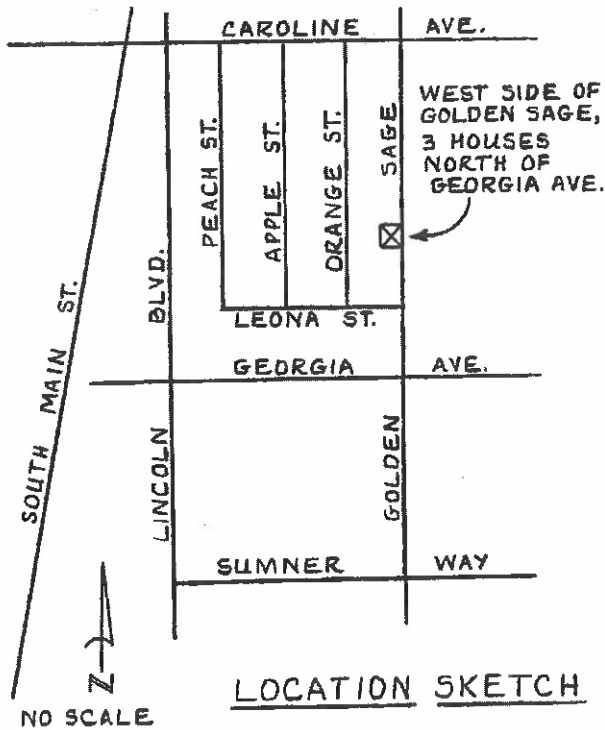 CAROLINE AVE.
WEST SIDE OF
GOLDEN SAGE,
3 HOUSES
NORTH OF
GEORGIA AVE.
PEACH ST.
APPLE ST.
ORANGE ST.
GOLDEN SAGE
LEONA ST.
SOUTH MAIN ST.
LINCOLN BLVD.
GEORGIA AVE.
SUMNER WAY
N
NO SCALE
LOCATION SKETCH